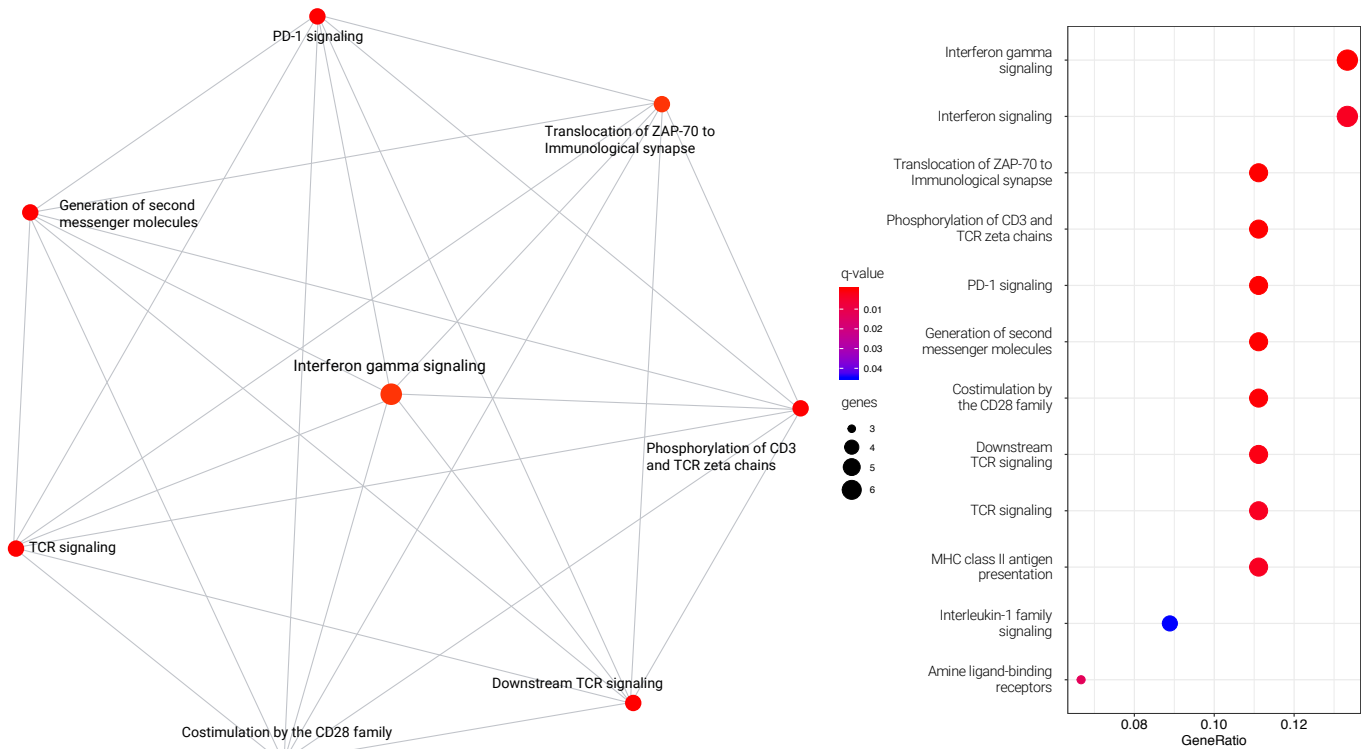 PD-1 signaling
Translocation of ZAP-70 to
Immunological synapse
Generation of second
messenger molecules
Interferon gamma signaling
Phosphorylation of CD3
and TCR zeta chains
TCR signaling
Downstream TCR signaling
Costimulation by the CD28 family
q-value
0.01
0.02
0.03
0.04
genes
3
4
5
6
Interferon gamma
signaling
Interferon signaling
Translocation of ZAP-70 to
Immunological synapse
Phosphorylation of CD3 and
TCR zeta chains
PD-1 signaling
Generation of second
messenger molecules
Costimulation by
the CD28 family
Downstream
TCR signaling
TCR signaling
MHC class II antigen
presentation
Interleukin-1 family
signaling
Amine ligand-binding
receptors
0.08 0.10 0.12
GeneRatio